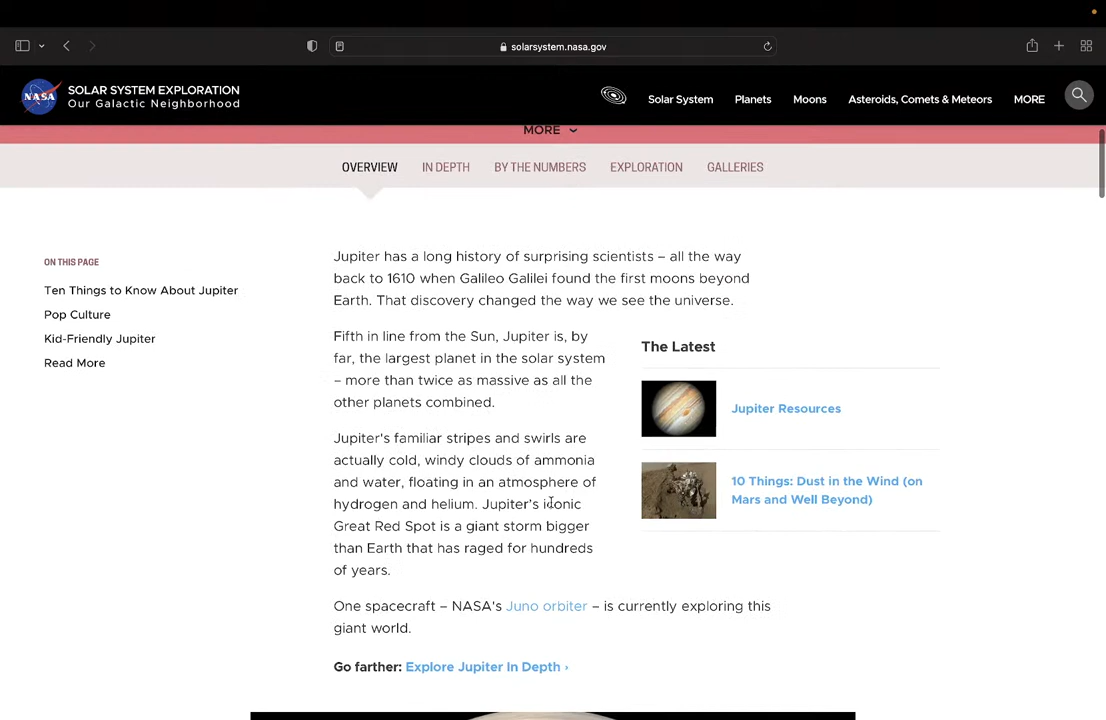 solarsystem.nasa.gov
NASA
SOLAR SYSTEM EXPLORATION
Our Galactic Neighborhood
Solar System
Planets
Moons
Asteroids, Comets & Meteors
MORE
MORE
OVERVIEW
IN DEPTH
BY THE NUMBERS
EXPLORATION
GALLERIES
ON THIS PAGE
Ten Things to Know About Jupiter
Pop Culture
Kid-Friendly Jupiter
Read More
Jupiter has a long history of surprising scientists – all the way
back to 1610 when Galileo Galilei found the first moons beyond
Earth. That discovery changed the way we see the universe.
Fifth in line from the Sun, Jupiter is, by
far, the largest planet in the solar system
– more than twice as massive as all the
other planets combined.
Jupiter's familiar stripes and swirls are
actually cold, windy clouds of ammonia
and water, floating in an atmosphere of
hydrogen and helium. Jupiter's iconic
Great Red Spot is a giant storm bigger
than Earth that has raged for hundreds
of years.
One spacecraft – NASA's Juno orbiter – is currently exploring this
giant world.
Go farther: Explore Jupiter In Depth ›
The Latest
Jupiter Resources
10 Things: Dust in the Wind (on
Mars and Well Beyond)